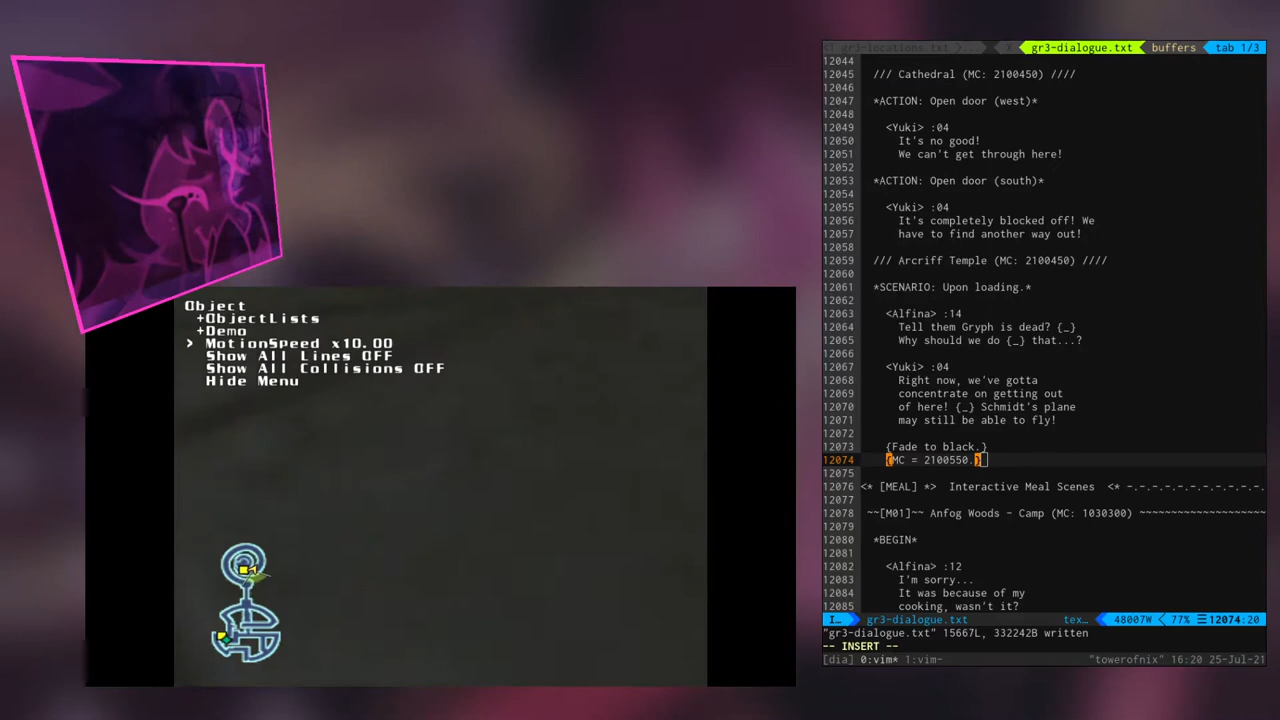 Object
+ObjectLists
+Demo
> MotionSpeed x10.00
Show All Lines OFF
Show All Collisions OFF
Hide Menu
gr3-locations.txt
gr3-dialogue.txt buffers tab 1/3
12044
12045 /// Cathedral (MC: 2100450) ////
12046
12047 *ACTION: Open door (west)*
12048
12049 <Yuki> :04
12050 It's no good!
12051 We can't get through here!
12052
12053 *ACTION: Open door (south)*
12054
12055 <Yuki> :04
12056 It's completely blocked off! We
12057 have to find another way out!
12058
12059 /// Arcriff Temple (MC: 2100450) ////
12060
12061 *SCENARIO: Upon loading.*
12062
12063 <Alfina> :14
12064 Tell them Gryph is dead? {_}
12065 Why should we do {_} that...?
12066
12067 <Yuki> :04
12068 Right now, we've gotta
12069 concentrate on getting out
12070 of here! {_} Schmidt's plane
12071 may still be able to fly!
12072
12073 {Fade to black.}
12074 {MC = 2100550.}
12075
12076 <* [MEAL] *> Interactive Meal Scenes <* -.-.-.-.-.-.-.-.-.-.-.
12077
12078 ~~[M01]~~ Anfog Woods - Camp (MC: 1030300) ~~~~~~~~~~~~~~~~~~~~~
12079
12080 *BEGIN*
12081
12082 <Alfina> :12
12083 I'm sorry...
12084 It was because of my
12085 cooking, wasn't it?
I… gr3-dialogue.txt tex… 48007W 77% ☰12074:20
"gr3-dialogue.txt" 15667L, 332242B written
-- INSERT --
[dia] 0:vim* 1:vim- "towerofnix" 16:20 25-Jul-21